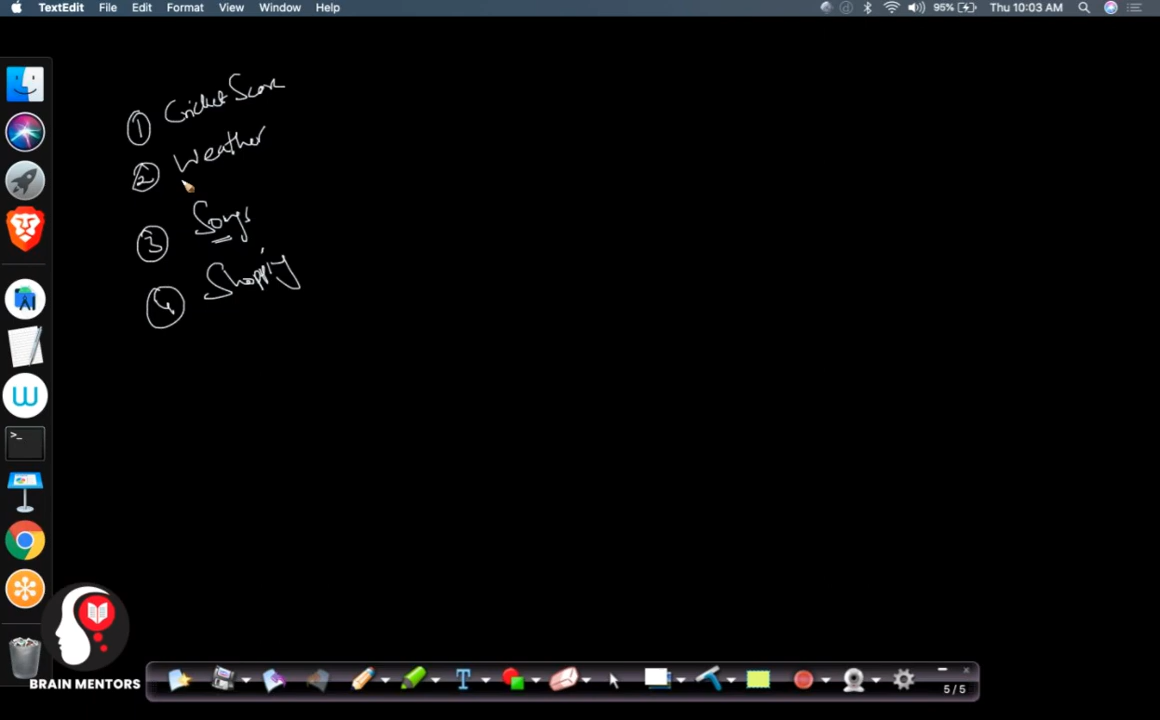 TextEdit File Edit Format View Window Help 95% Thu 10:03 AM
1 Cricket Score
2 Weather
3 Songs
4 Shopping
BRAIN MENTORS
5/5